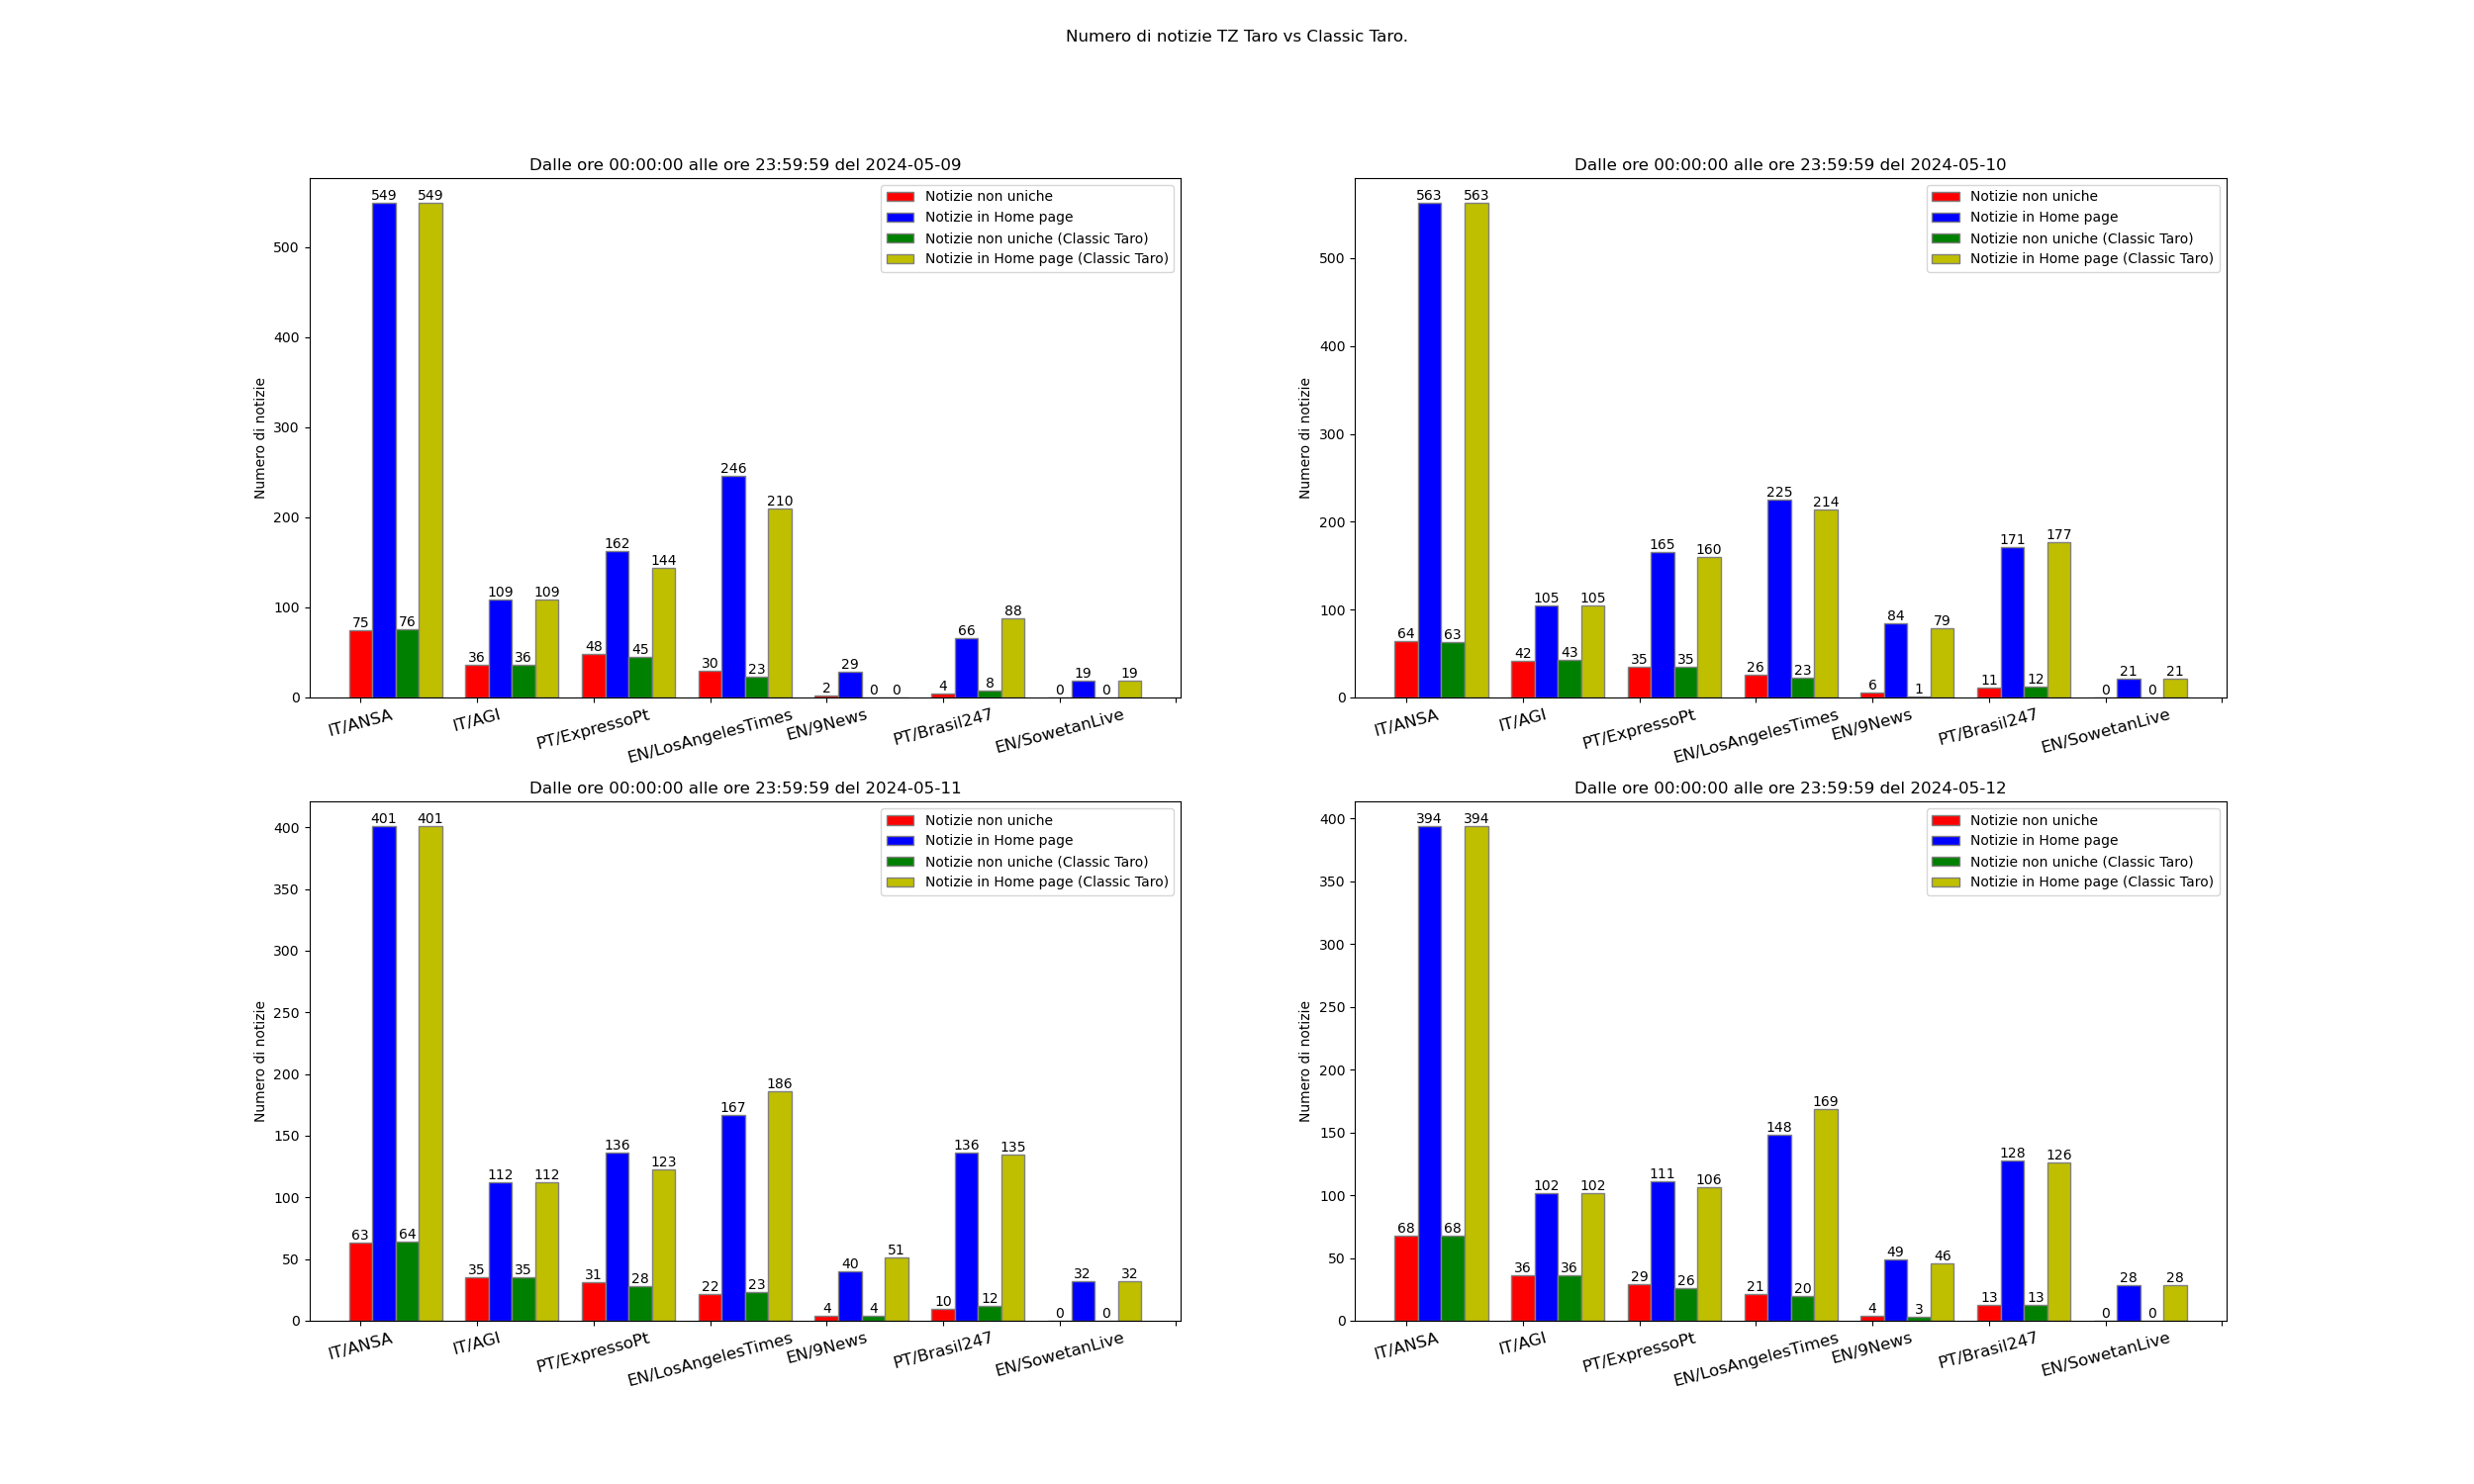 Numero di notizie TZ Taro vs Classic Taro.
Dalle ore 00:00:00 alle ore 23:59:59 del 2024-05-09
Numero di notizie
500
400
300
200
100
0
Notizie non uniche
Notizie in Home page
Notizie non uniche (Classic Taro)
Notizie in Home page (Classic Taro)
75 549 76 549
36 109 36 109
48 162 45 144
30 246 23 210
2 29 0 0
4 66 8 88
0 19 0 19
IT/ANSA
IT/AGI
PT/ExpressoPt
EN/LosAngelesTimes
EN/9News
PT/Brasil247
EN/SowetanLive
Dalle ore 00:00:00 alle ore 23:59:59 del 2024-05-10
Numero di notizie
500
400
300
200
100
0
Notizie non uniche
Notizie in Home page
Notizie non uniche (Classic Taro)
Notizie in Home page (Classic Taro)
64 563 63 563
42 105 43 105
35 165 35 160
26 225 23 214
6 84 1 79
11 171 12 177
0 21 0 21
IT/ANSA
IT/AGI
PT/ExpressoPt
EN/LosAngelesTimes
EN/9News
PT/Brasil247
EN/SowetanLive
Dalle ore 00:00:00 alle ore 23:59:59 del 2024-05-11
Numero di notizie
400
350
300
250
200
150
100
50
0
Notizie non uniche
Notizie in Home page
Notizie non uniche (Classic Taro)
Notizie in Home page (Classic Taro)
63 401 64 401
35 112 35 112
31 136 28 123
22 167 23 186
4 40 4 51
10 136 12 135
0 32 0 32
IT/ANSA
IT/AGI
PT/ExpressoPt
EN/LosAngelesTimes
EN/9News
PT/Brasil247
EN/SowetanLive
Dalle ore 00:00:00 alle ore 23:59:59 del 2024-05-12
Numero di notizie
400
350
300
250
200
150
100
50
0
Notizie non uniche
Notizie in Home page
Notizie non uniche (Classic Taro)
Notizie in Home page (Classic Taro)
68 394 68 394
36 102 36 102
29 111 26 106
21 148 20 169
4 49 3 46
13 128 13 126
0 28 0 28
IT/ANSA
IT/AGI
PT/ExpressoPt
EN/LosAngelesTimes
EN/9News
PT/Brasil247
EN/SowetanLive